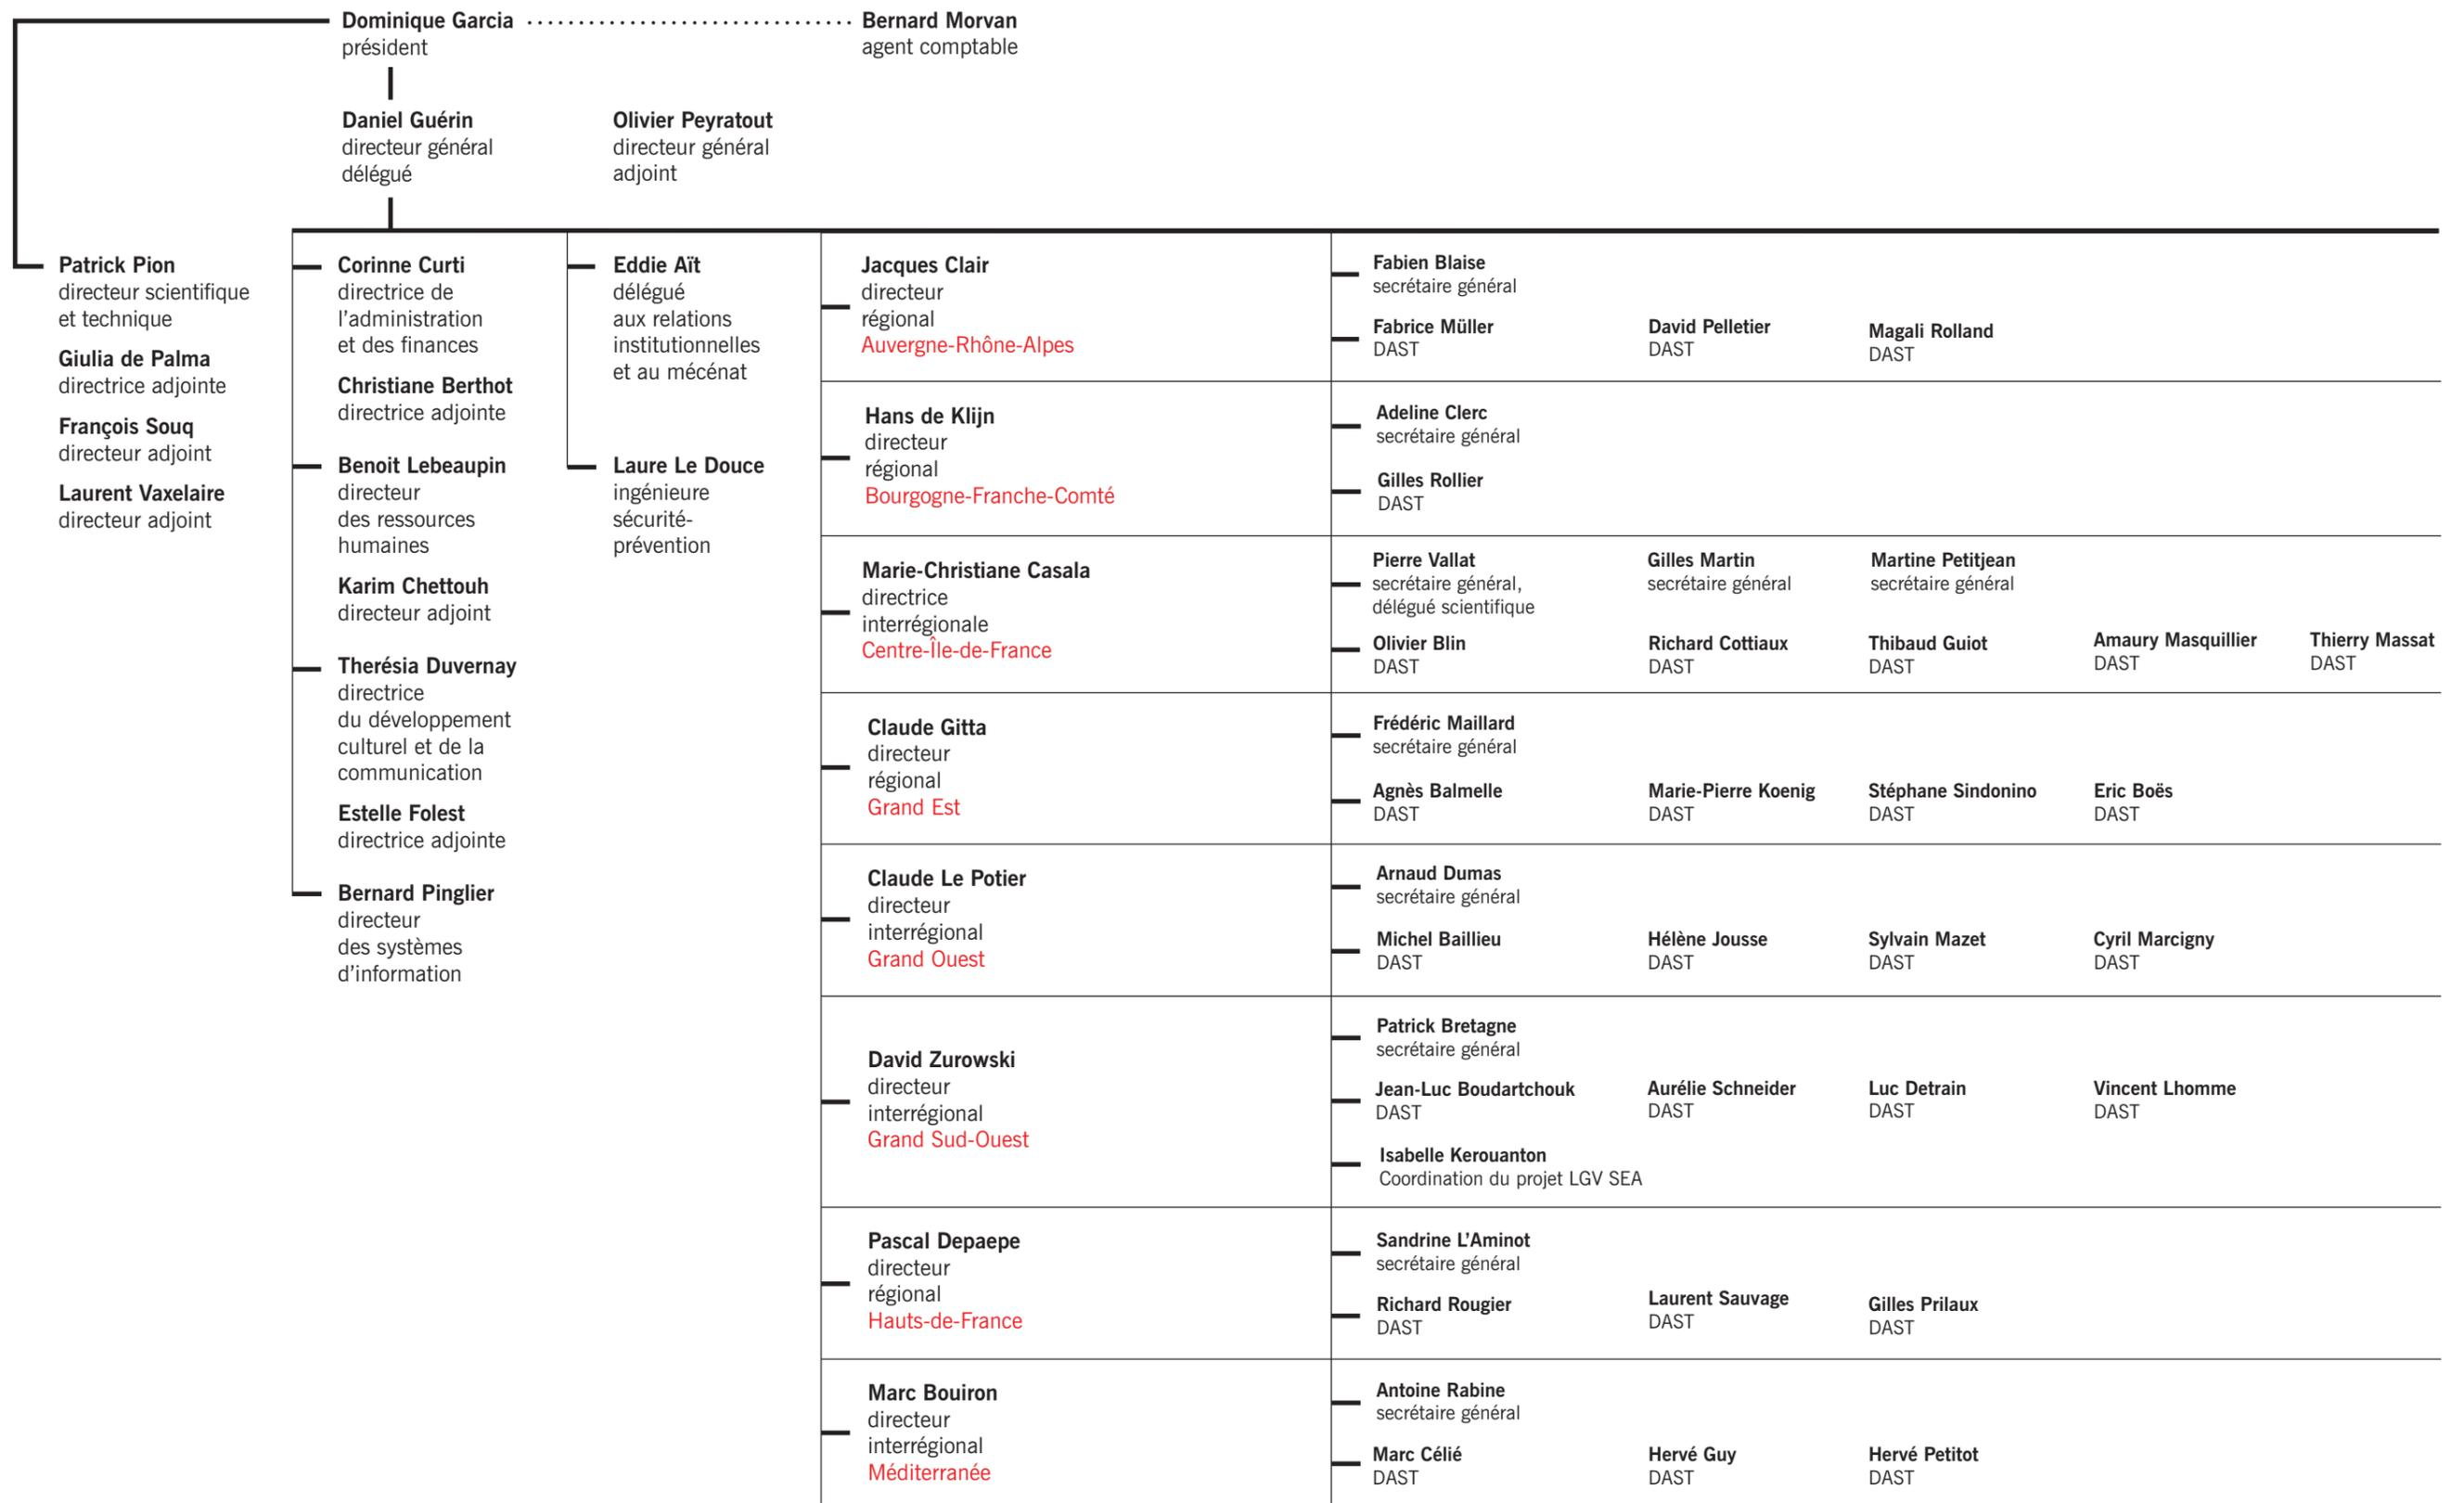 Dominique Garcia
président
Bernard Morvan
agent comptable
Daniel Guérin
directeur général
délégué
Olivier Peyratout
directeur général
adjoint
Patrick Pion
directeur scientifique
et technique
Giulia de Palma
directrice adjointe
François Souq
directeur adjoint
Laurent Vaxelaire
directeur adjoint
Corinne Curti
directrice de
l’administration
et des finances
Christiane Berthot
directrice adjointe
Benoit Lebeaupin
directeur
des ressources
humaines
Karim Chettouh
directeur adjoint
Therésia Duvernay
directrice
du développement
culturel et de la
communication
Estelle Folest
directrice adjointe
Bernard Pinglier
directeur
des systèmes
d’information
Eddie Aït
délégué
aux relations
institutionnelles
et au mécénat
Laure Le Douce
ingénieure
sécurité-
prévention
Jacques Clair
directeur
régional
Auvergne-Rhône-Alpes
Fabien Blaise
secrétaire général
Fabrice Müller
DAST
David Pelletier
DAST
Magali Rolland
DAST
Hans de Klijn
directeur
régional
Bourgogne-Franche-Comté
Adeline Clerc
secrétaire général
Gilles Rollier
DAST
Marie-Christiane Casala
directrice
interrégionale
Centre-Île-de-France
Pierre Vallat
secrétaire général,
délégué scientifique
Gilles Martin
secrétaire général
Martine Petitjean
secrétaire général
Olivier Blin
DAST
Richard Cottiaux
DAST
Thibaud Guiot
DAST
Amaury Masquillier
DAST
Thierry Massat
DAST
Claude Gitta
directeur
régional
Grand Est
Frédéric Maillard
secrétaire général
Agnès Balmelle
DAST
Marie-Pierre Koenig
DAST
Stéphane Sindonino
DAST
Eric Boës
DAST
Claude Le Potier
directeur
interrégional
Grand Ouest
Arnaud Dumas
secrétaire général
Michel Baillieu
DAST
Hélène Jousse
DAST
Sylvain Mazet
DAST
Cyril Marcigny
DAST
David Zurowski
directeur
interrégional
Grand Sud-Ouest
Patrick Bretagne
secrétaire général
Jean-Luc Boudartchouk
DAST
Aurélie Schneider
DAST
Luc Detrain
DAST
Vincent Lhomme
DAST
Isabelle Kerouanton
Coordination du projet LGV SEA
Pascal Depaepe
directeur
régional
Hauts-de-France
Sandrine L’Aminot
secrétaire général
Richard Rougier
DAST
Laurent Sauvage
DAST
Gilles Prilaux
DAST
Marc Bouiron
directeur
interrégional
Méditerranée
Antoine Rabine
secrétaire général
Marc Célié
DAST
Hervé Guy
DAST
Hervé Petitot
DAST